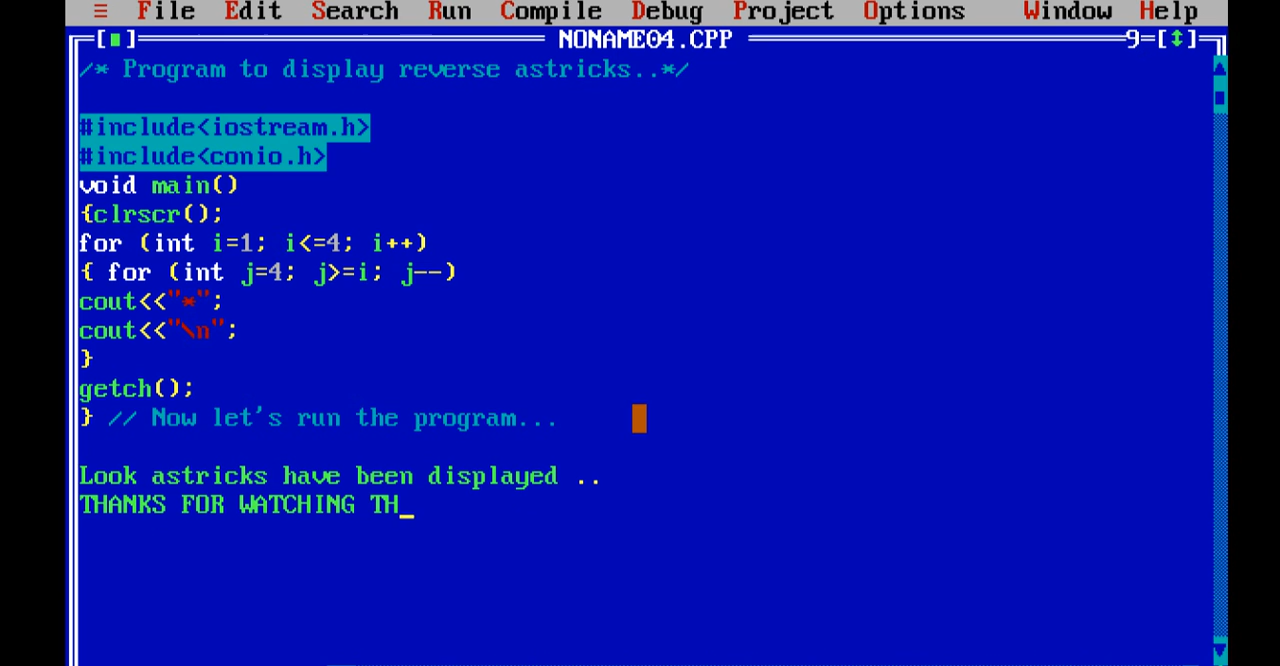 ≡ File Edit Search Run Compile Debug Project Options Window Help
[■] NONAME04.CPP 9=[↕]
/* Program to display reverse astricks..*/
#include<iostream.h>
#include<conio.h>
void main()
{clrscr();
for (int i=1; i<=4; i++)
{ for (int j=4; j>=i; j--)
cout<<"*";
cout<<"\n";
}
getch();
} // Now let's run the program...
Look astricks have been displayed ..
THANKS FOR WATCHING TH_